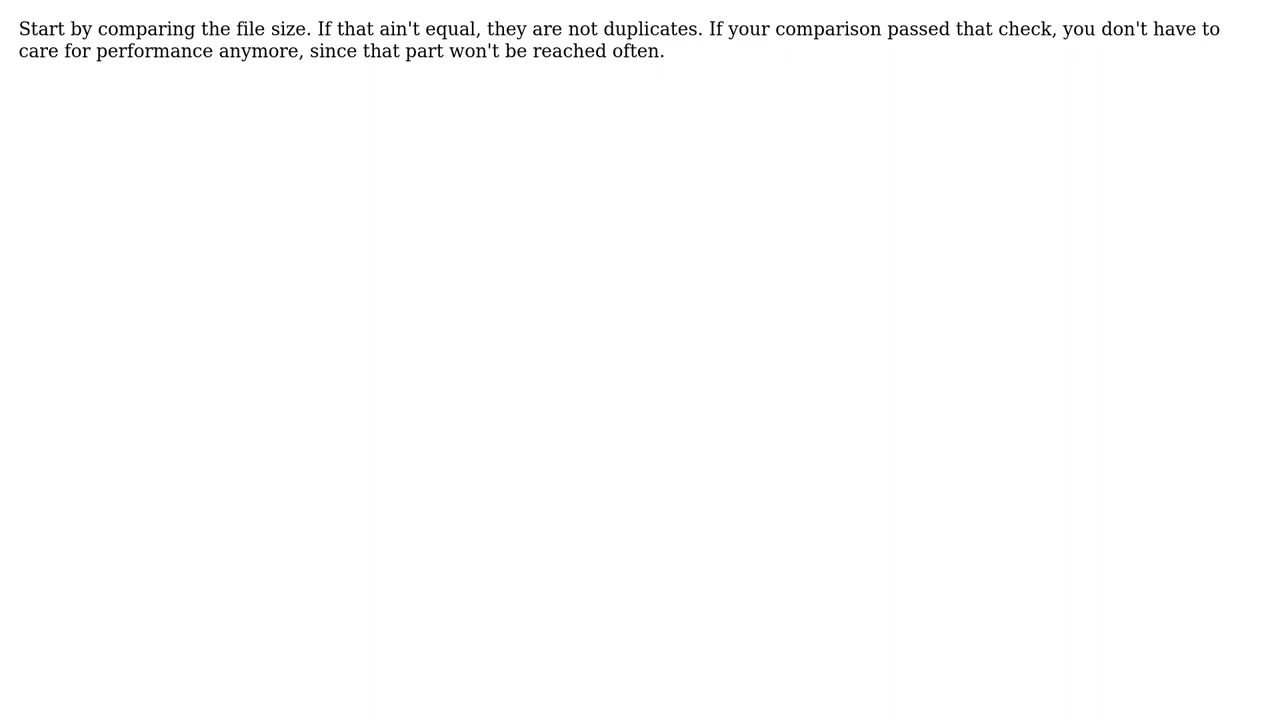 Start by comparing the file size. If that ain't equal, they are not duplicates. If your comparison passed that check, you don't have to
care for performance anymore, since that part won't be reached often.